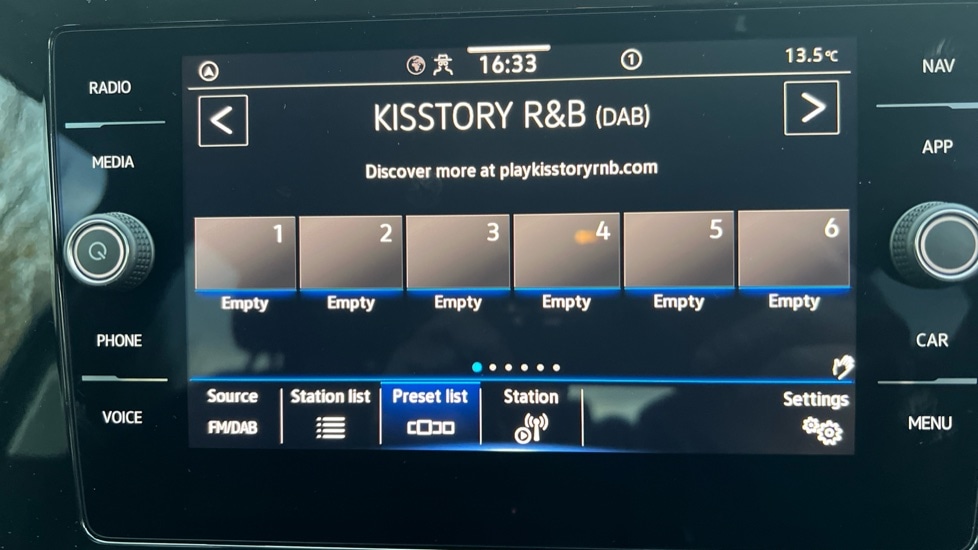 RADIO
MEDIA
PHONE
VOICE
16:33
1
13.5°C
<
KISSTORY R&B (DAB)
>
Discover more at playkisstoryrnb.com
1 2 3 4 5 6
Empty Empty Empty Empty Empty Empty
Source Station list Preset list Station Settings
FM/DAB
NAV
APP
CAR
MENU